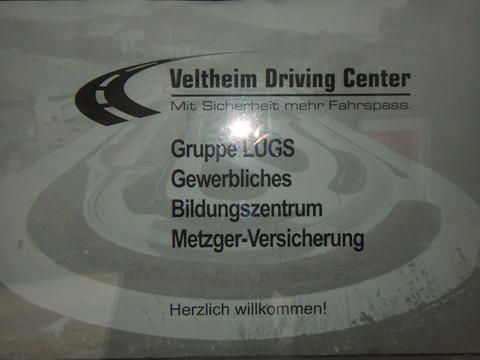 Veltheim Driving Center
Mit Sicherheit mehr Fahrspass.
Gruppe LUGS
Gewerbliches
Bildungszentrum
Metzger-Versicherung
Herzlich willkommen!